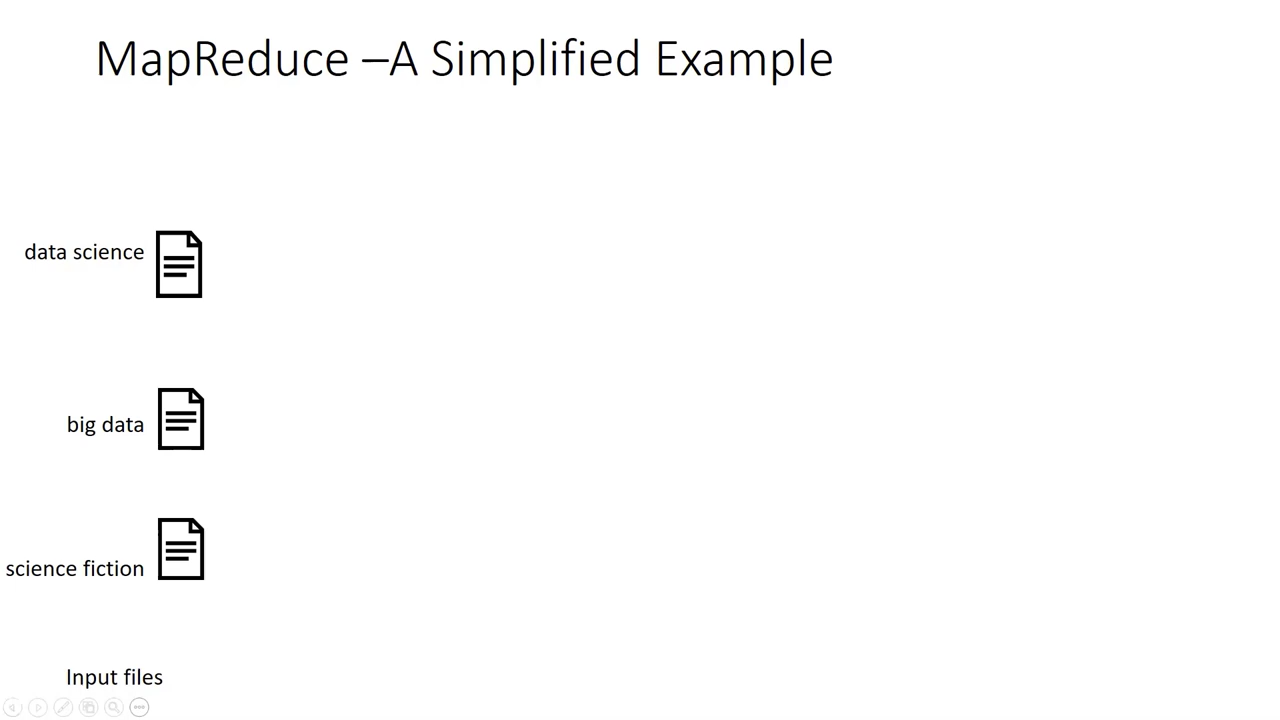 MapReduce –A Simplified Example
data science
big data
science fiction
Input files